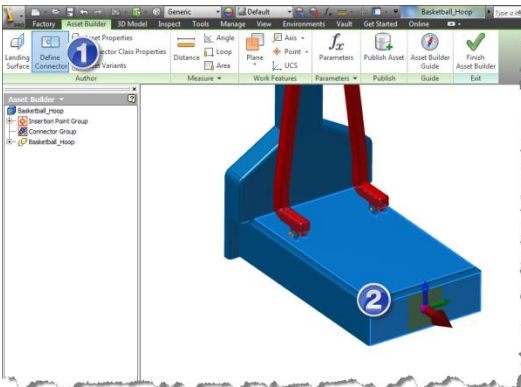 PRO
Generic
Default
Basketball_Hoop
Type a
Factory Asset Builder 3D Model Inspect Tools Manage View Environments Vault Get Started Online
Landing Surface
Define Connector
Asset Properties
Connector Class Properties
Asset Variants
Distance
Angle
Loop
Area
Plane
Axis
Point
UCS
Parameters
Publish Asset
Asset Builder Guide
Finish Asset Builder
Author Measure Work Features Parameters Publish Guide Exit
1
Asset Builder
Basketball_Hoop
Insertion Point Group
Connector Group
Basketball_Hoop
2